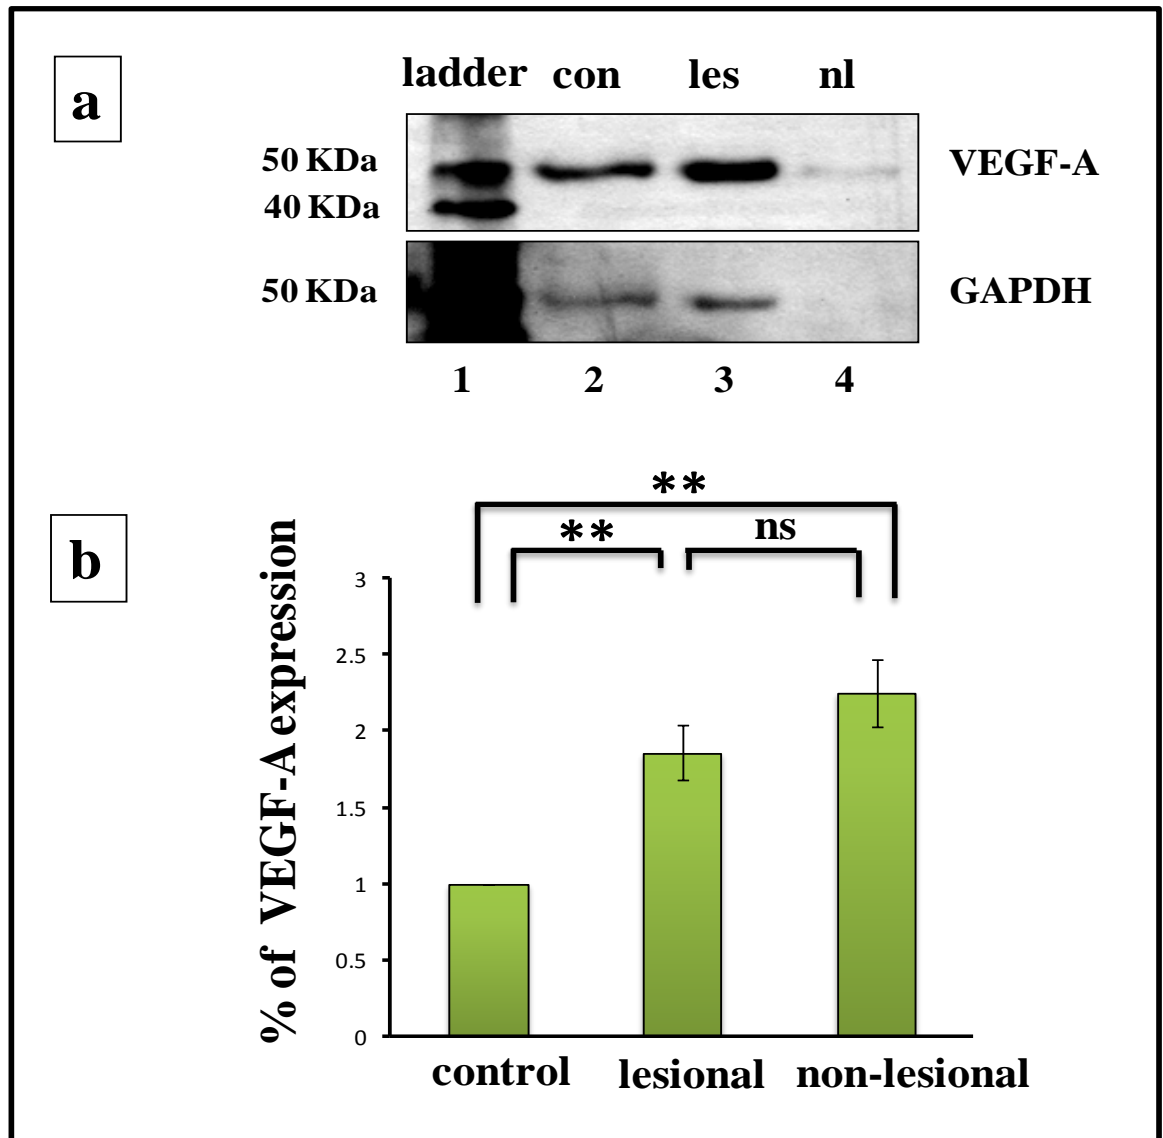 a
ladder con les nl
50 KDa
40 KDa
VEGF-A
50 KDa
GAPDH
1 2 3 4
b
% of VEGF-A expression
**
** ns
3
2.5
2
1.5
1
0.5
0
control lesional non-lesional